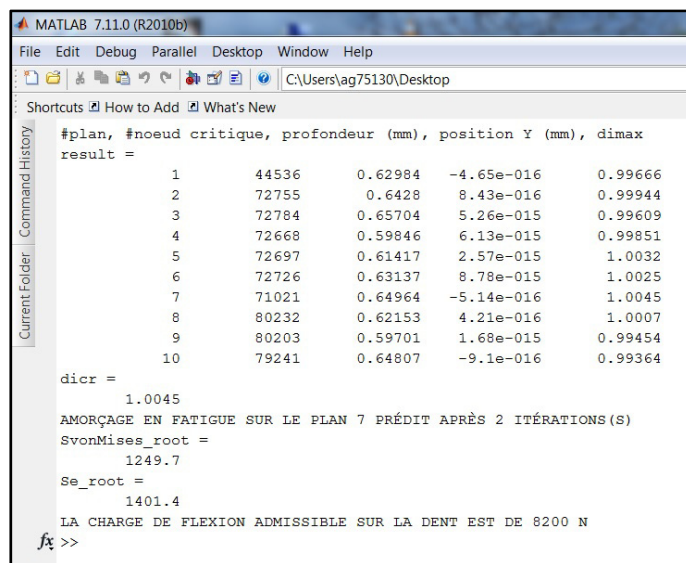 MATLAB 7.11.0 (R2010b)
File Edit Debug Parallel Desktop Window Help
C:\Users\ag75130\Desktop
Shortcuts How to Add What's New
Command History
Current Folder
#plan, #noeud critique, profondeur (mm), position Y (mm), dimax
result =
1 44536 0.62984 -4.65e-016 0.99666
2 72755 0.6428 8.43e-016 0.99944
3 72784 0.65704 5.26e-015 0.99609
4 72668 0.59846 6.13e-015 0.99851
5 72697 0.61417 2.57e-015 1.0032
6 72726 0.63137 8.78e-015 1.0025
7 71021 0.64964 -5.14e-016 1.0045
8 80232 0.62153 4.21e-016 1.0007
9 80203 0.59701 1.68e-015 0.99454
10 79241 0.64807 -9.1e-016 0.99364
dicr =
1.0045
AMORÇAGE EN FATIGUE SUR LE PLAN 7 PRÉDIT APRÈS 2 ITÉRATIONS(S)
SvonMises_root =
1249.7
Se_root =
1401.4
LA CHARGE DE FLEXION ADMISSIBLE SUR LA DENT EST DE 8200 N
fx >>